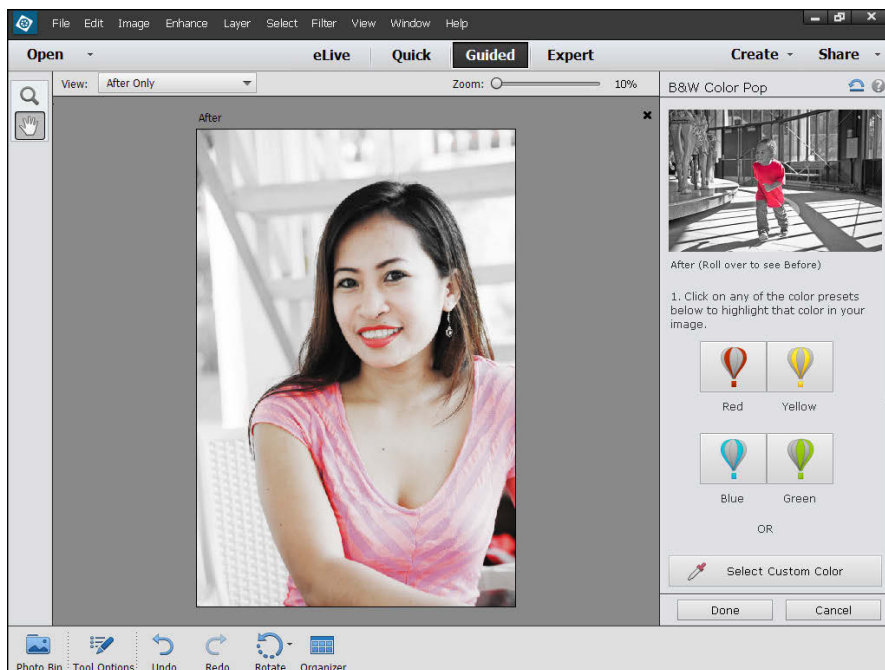 File Edit Image Enhance Layer Select Filter View Window Help
Open eLive Quick Guided Expert Create Share
View: After Only Zoom: 10% B&W Color Pop
After
After (Roll over to see Before)
1. Click on any of the color presets
below to highlight that color in your
image.
Red Yellow
Blue Green
OR
Select Custom Color
Done Cancel
Photo Bin Tool Options Undo Redo Rotate Organizer